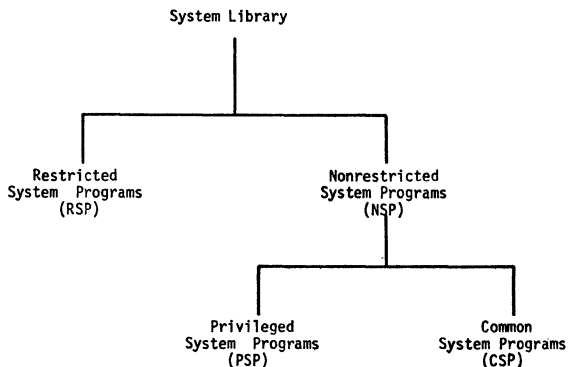 System Library
Restricted
System Programs
(RSP)
Nonrestricted
System Programs
(NSP)
Privileged
System Programs
(PSP)
Common
System Programs
(CSP)